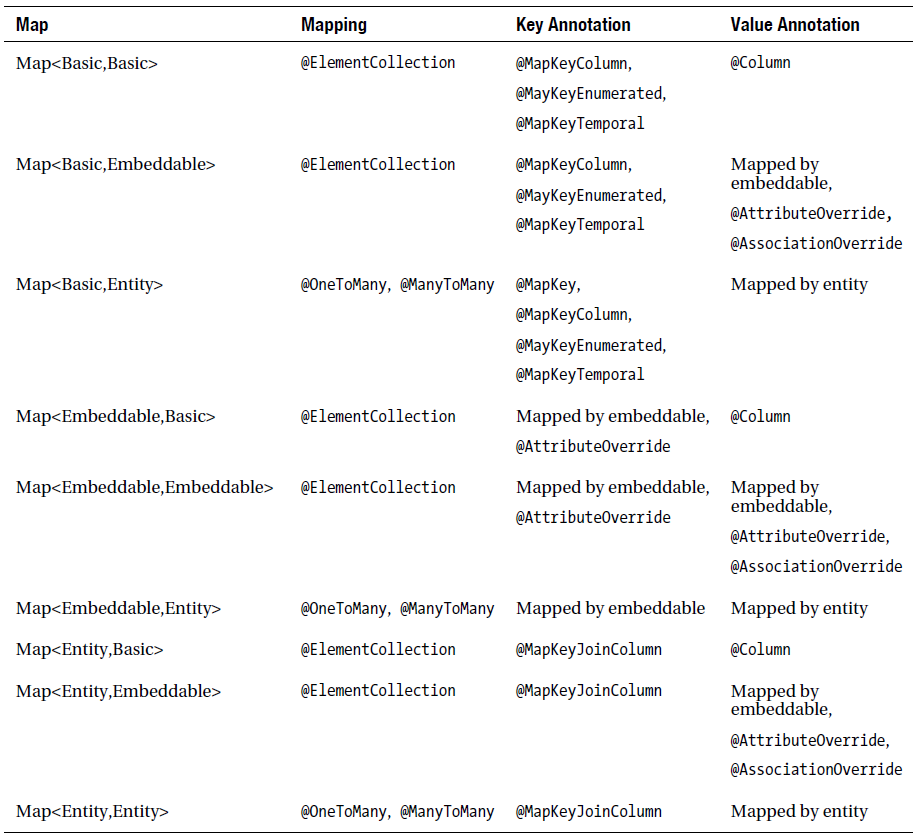 Map Mapping Key Annotation Value Annotation
Map<Basic,Basic> @ElementCollection @MapKeyColumn, @Column
@MayKeyEnumerated,
@MapKeyTemporal
Map<Basic,Embeddable> @ElementCollection @MapKeyColumn, Mapped by
embeddable,
@MayKeyEnumerated,
@AttributeOverride,
@MapKeyTemporal
@AssociationOverride
Map<Basic,Entity> @OneToMany, @ManyToMany @MapKey, Mapped by entity
@MapKeyColumn,
@MayKeyEnumerated,
@MapKeyTemporal
Map<Embeddable,Basic> @ElementCollection Mapped by embeddable, @Column
@AttributeOverride
Map<Embeddable,Embeddable> @ElementCollection Mapped by embeddable, Mapped by
embeddable,
@AttributeOverride
@AttributeOverride,
@AssociationOverride
Map<Embeddable,Entity> @OneToMany, @ManyToMany Mapped by embeddable Mapped by entity
Map<Entity,Basic> @ElementCollection @MapKeyJoinColumn @Column
Map<Entity,Embeddable> @ElementCollection @MapKeyJoinColumn Mapped by
embeddable,
@AttributeOverride,
@AssociationOverride
Map<Entity,Entity> @OneToMany, @ManyToMany @MapKeyJoinColumn Mapped by entity